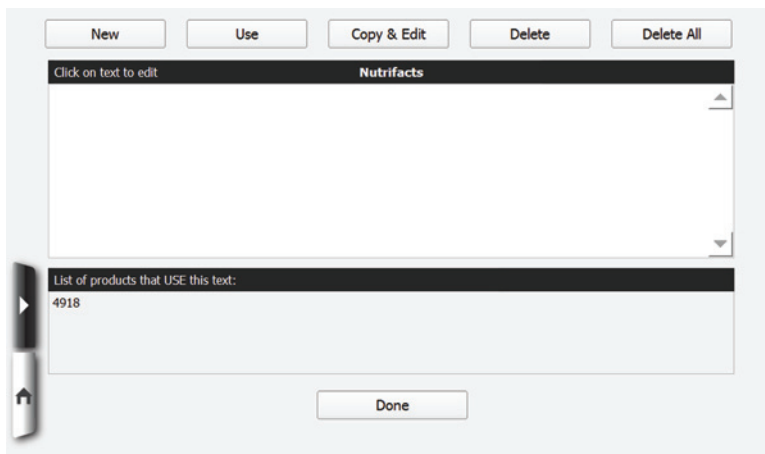 New Use Copy & Edit Delete Delete All
Click on text to edit Nutrifacts
List of products that USE this text:
4918
Done